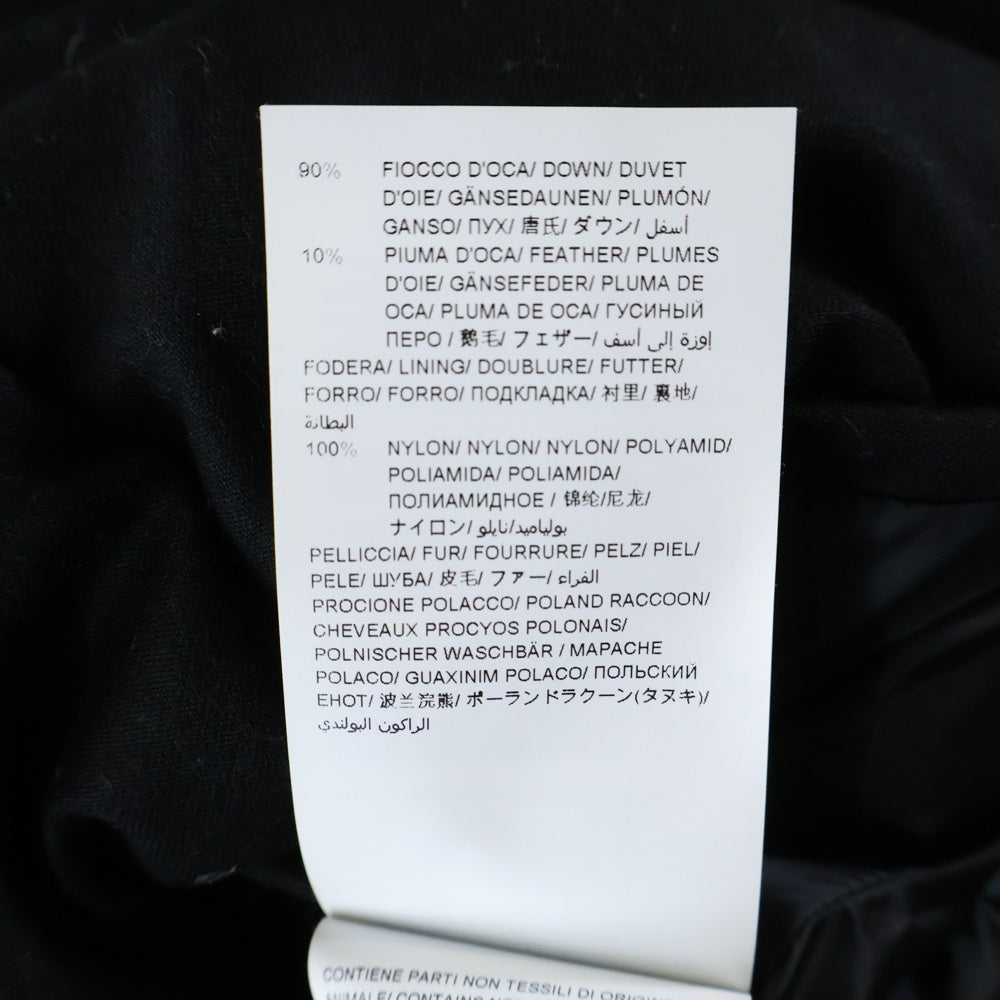 90% FIOCCO D'OCA/ DOWN/ DUVET
D'OIE/ GÄNSEDAUNEN/ PLUMÓN/
GANSO/ ПУХ/ 唐氏/ ダウン/ أسفل
10% PIUMA D'OCA/ FEATHER/ PLUMES
D'OIE/ GÄNSEFEDER/ PLUMA DE
OCA/ PLUMA DE OCA/ ГУСИНЫЙ
ПЕРО / 鹅毛/ フェザー/ إوزة إلى أسف
FODERA/ LINING/ DOUBLURE/ FUTTER/
FORRO/ FORRO/ ПОДКЛАДКА/ 衬里/ 裏地/
البطانة
100% NYLON/ NYLON/ NYLON/ POLYAMID/
POLIAMIDA/ POLIAMIDA/
ПОЛИАМИДНОЕ / 锦纶/尼龙/
ナイロン/ بولياميد/نايلو
PELLICCIA/ FUR/ FOURRURE/ PELZ/ PIEL/
PELE/ ШУБА/ 皮毛/ ファー/ الفراء
PROCIONE POLACCO/ POLAND RACCOON/
CHEVEAUX PROCYOS POLONAIS/
POLNISCHER WASCHBÄR / MAPACHE
POLACO/ GUAXINIM POLACO/ ПОЛЬСКИЙ
ЕНОТ/ 波兰浣熊/ ポーランドラクーン(タヌキ)/
الراكون البولندي
CONTIENE PARTI NON TESSILI DI ORIGINE
ANIMALE/ CONTAINS